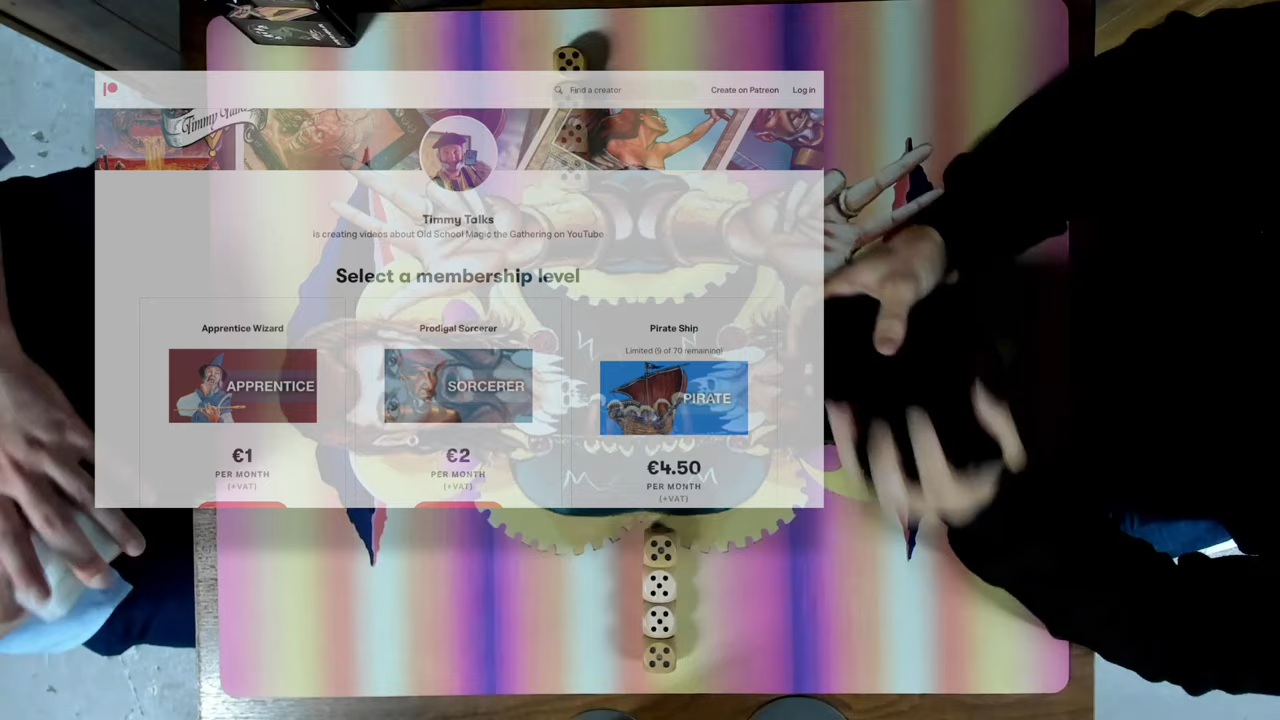 Find a creator
Create on Patreon
Log in
Timmy Talks
Timmy Talks
is creating videos about Old School Magic the Gathering on YouTube
Select a membership level
Apprentice Wizard
Prodigal Sorcerer
Pirate Ship
Limited (9 of 70 remaining)
APPRENTICE
SORCERER
PIRATE
€1
PER MONTH
(+VAT)
€2
PER MONTH
(+VAT)
€4.50
PER MONTH
(+VAT)